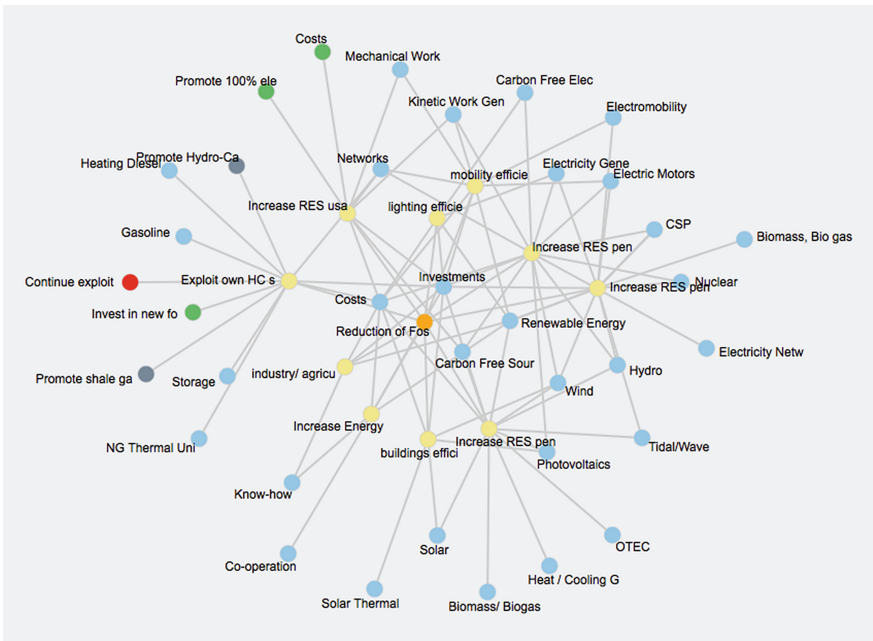 Costs
Mechanical Work
Promote 100% ele
Carbon Free Elec
Kinetic Work Gen
Electromobility
Promote Hydro-Ca
Heating Diesel
Networks
mobility efficie
Electricity Gene
Electric Motors
Increase RES usa
lighting efficie
CSP
Gasoline
Increase RES pen
Biomass, Bio gas
Continue exploit
Exploit own HC s
Investments
Nuclear
Increase RES pen
Costs
Invest in new fo
Reduction of Fos
Renewable Energy
Electricity Netw
Promote shale ga
Storage
industry/ agricu
Carbon Free Sour
Hydro
Wind
Increase Energy
Increase RES pen
NG Thermal Uni
buildings effici
Tidal/Wave
Photovoltaics
Know-how
Solar
OTEC
Co-operation
Heat / Cooling G
Solar Thermal
Biomass/ Biogas